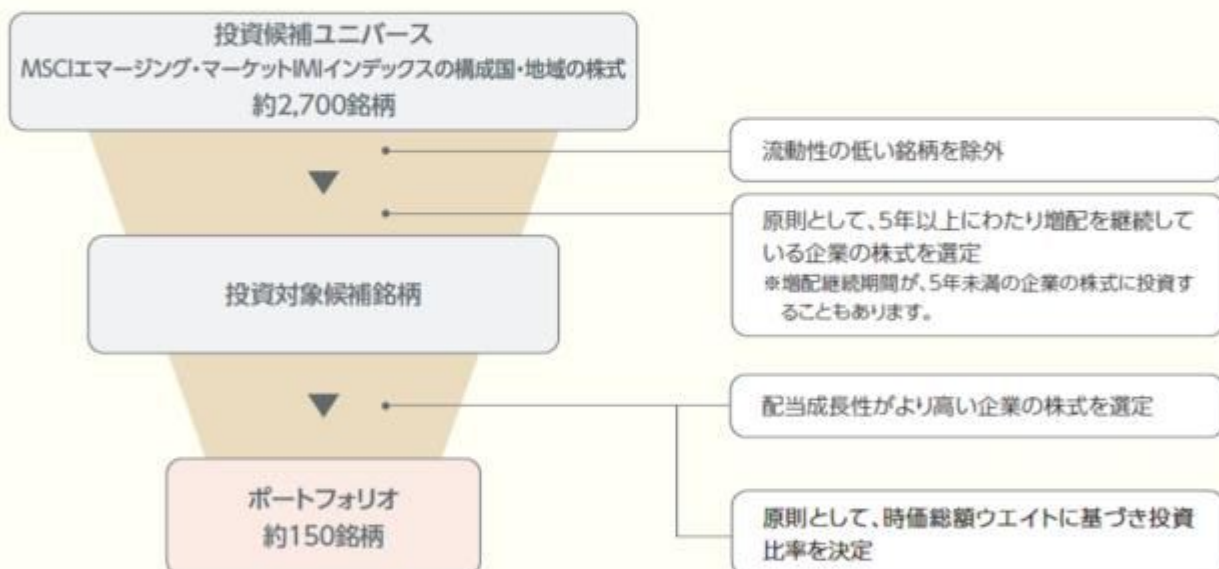 投資候補ユニバース
MSCIエマージング・マーケットIMIインデックスの構成国・地域の株式
約2,700銘柄
流動性の低い銘柄を除外
原則として、5年以上にわたり増配を継続して
いる企業の株式を選定
※増配継続期間が、5年未満の企業の株式に投資す
ることもあります。
投資対象候補銘柄
配当成長性がより高い企業の株式を選定
ポートフォリオ
約150銘柄
原則として、時価総額ウエイトに基づき投資
比率を決定